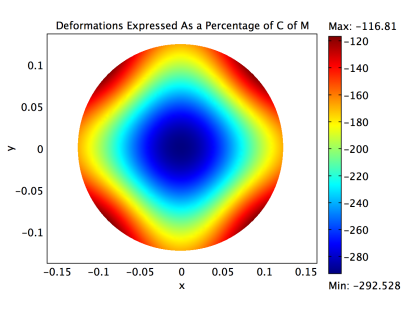 Deformations Expressed As a Percentage of C of M
Max: -116.81
0.1
0.05
0
-0.05
-0.1
y
-0.15 -0.1 -0.05 0 0.05 0.1 0.15
x
-120
-140
-160
-180
-200
-220
-240
-260
-280
Min: -292.528